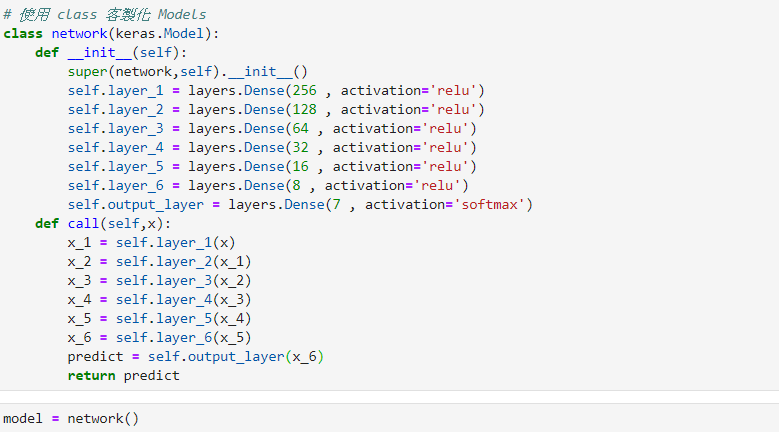 # 使用 class 客製化 Models
class network(keras.Model):
    def __init__(self):
        super(network,self).__init__()
        self.layer_1 = layers.Dense(256 , activation='relu')
        self.layer_2 = layers.Dense(128 , activation='relu')
        self.layer_3 = layers.Dense(64 , activation='relu')
        self.layer_4 = layers.Dense(32 , activation='relu')
        self.layer_5 = layers.Dense(16 , activation='relu')
        self.layer_6 = layers.Dense(8 , activation='relu')
        self.output_layer = layers.Dense(7 , activation='softmax')
    def call(self,x):
        x_1 = self.layer_1(x)
        x_2 = self.layer_2(x_1)
        x_3 = self.layer_3(x_2)
        x_4 = self.layer_4(x_3)
        x_5 = self.layer_5(x_4)
        x_6 = self.layer_6(x_5)
        predict = self.output_layer(x_6)
        return predict
model = network()